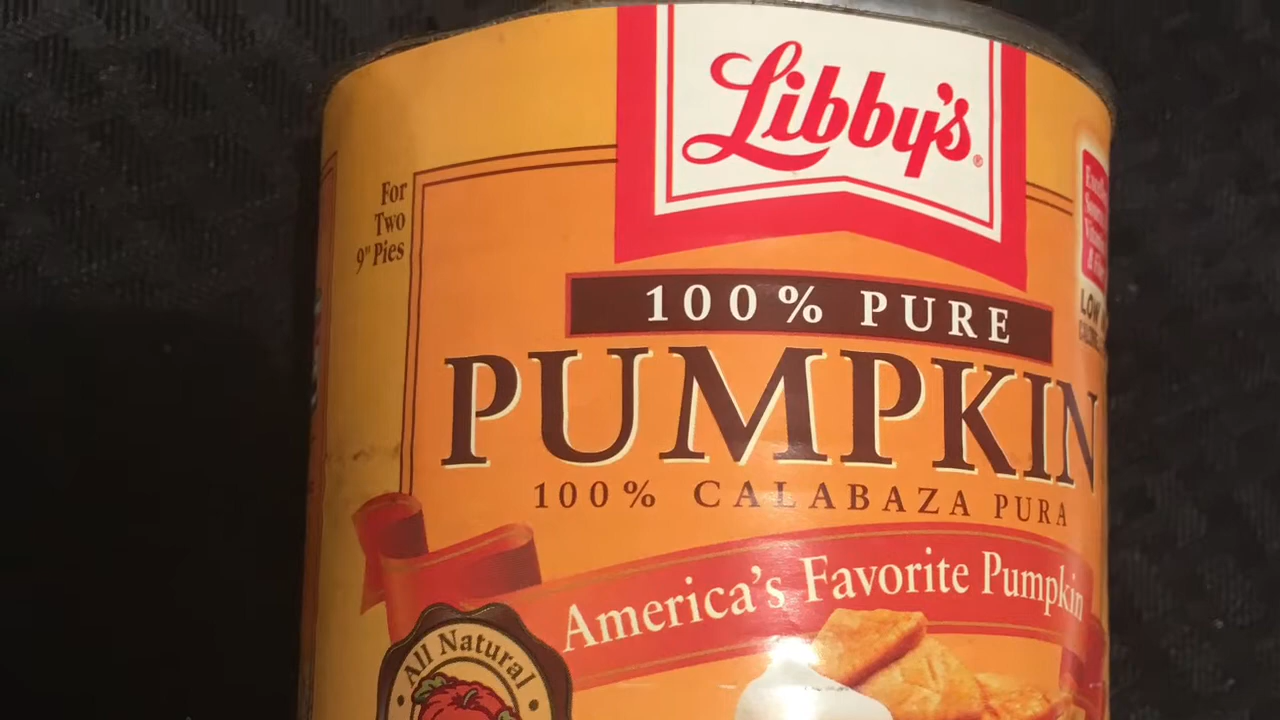 Libby's®
For
Two
9" Pies
100% PURE
PUMPKIN
100% CALABAZA PURA
America's Favorite Pumpkin
All Natural
LOW